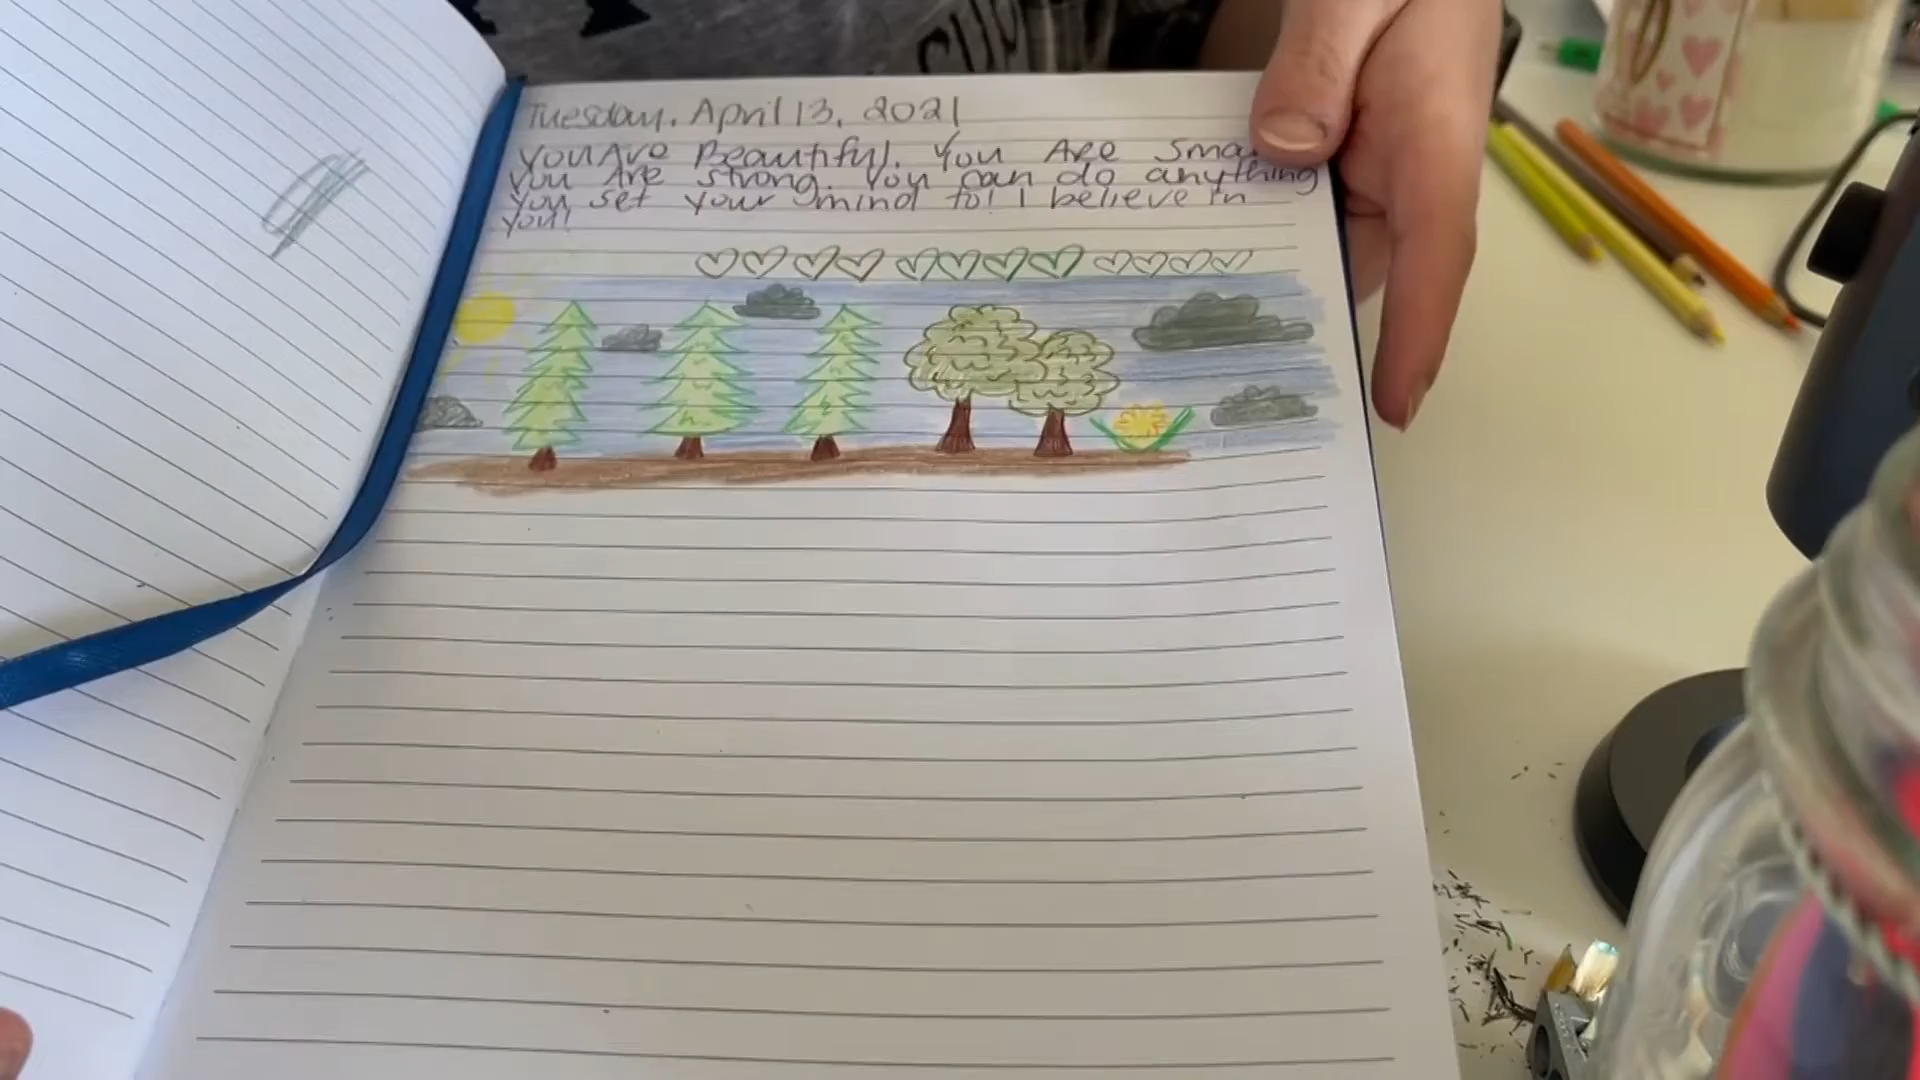 Tuesday, April 13, 2021
You Are Beautiful. You Are
You Are strong. You can do anything
you set your mind to! I believe in
you!